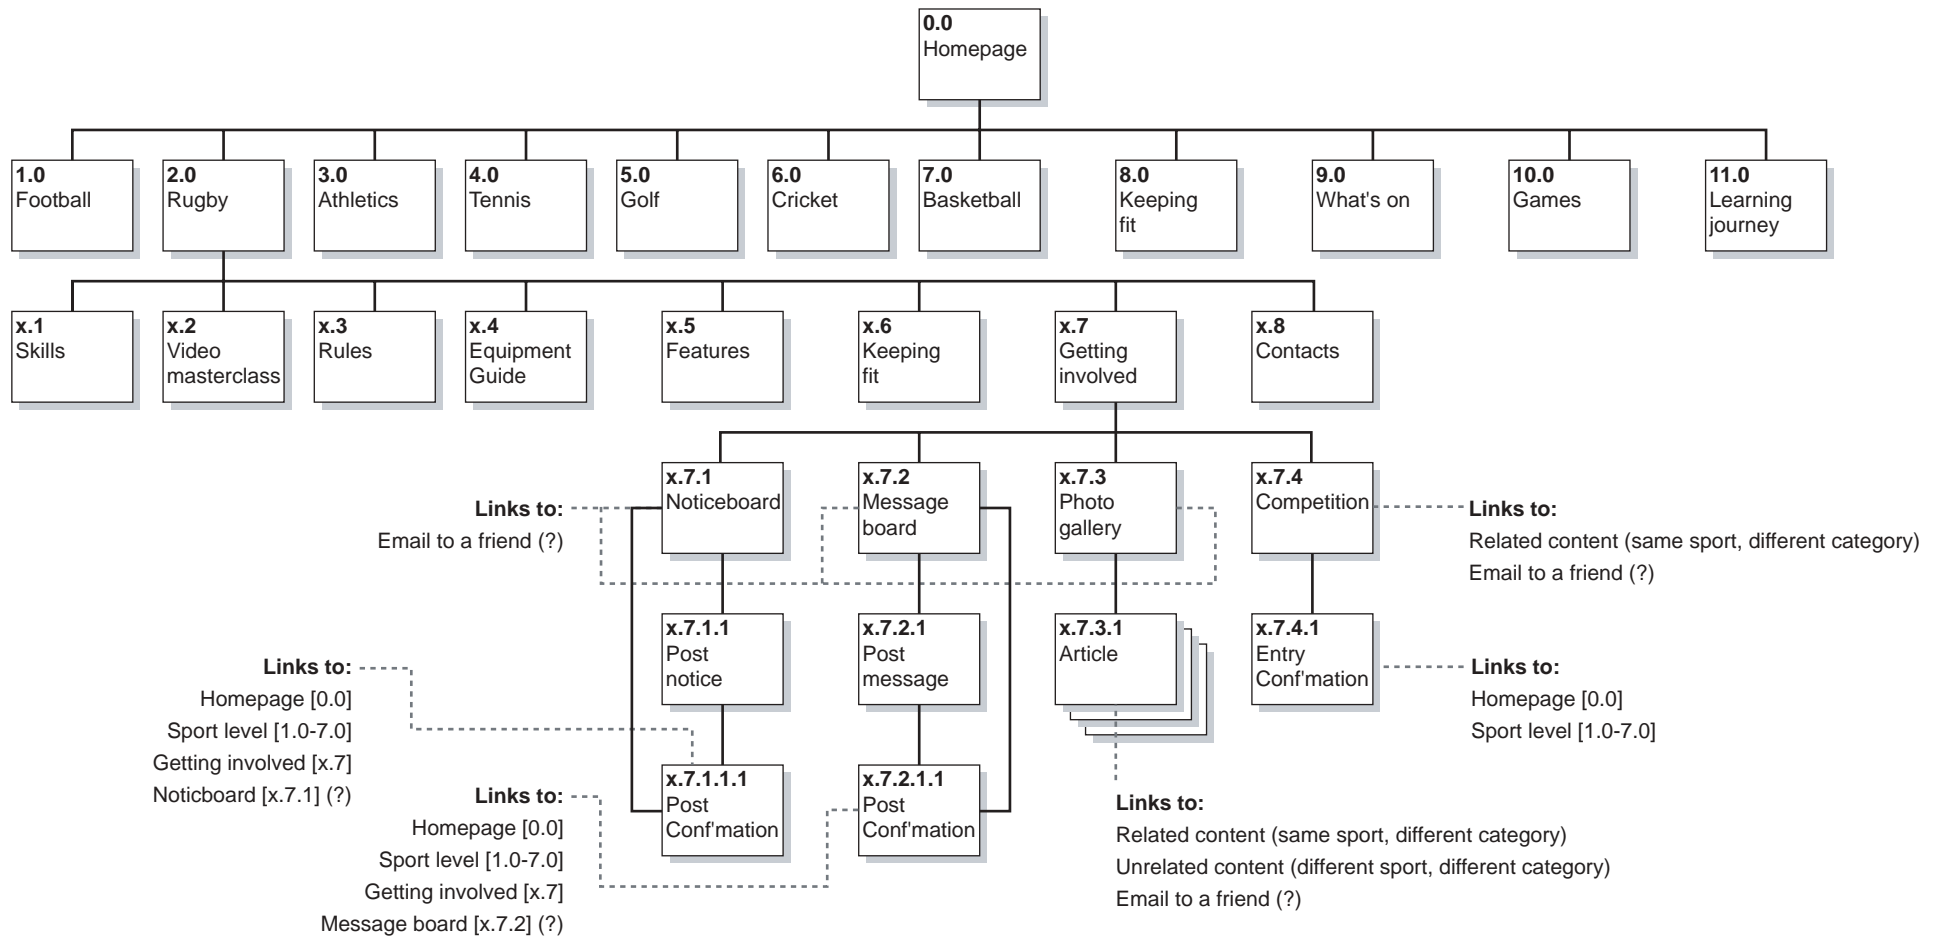 0.0
Homepage
1.0
Football
2.0
Rugby
3.0
Athletics
4.0
Tennis
5.0
Golf
6.0
Cricket
7.0
Basketball
8.0
Keeping
fit
9.0
What's on
10.0
Games
11.0
Learning
journey
x.1
Skills
x.2
Video
masterclass
x.3
Rules
x.4
Equipment
Guide
x.5
Features
x.6
Keeping
fit
x.7
Getting
involved
x.8
Contacts
x.7.1
Noticeboard
x.7.2
Message
board
x.7.3
Photo
gallery
x.7.4
Competition
Links to:
Email to a friend (?)
Links to:
Related content (same sport, different category)
Email to a friend (?)
x.7.1.1
Post
notice
x.7.2.1
Post
message
x.7.3.1
Article
x.7.4.1
Entry
Conf'mation
Links to:
Homepage [0.0]
Sport level [1.0-7.0]
Getting involved [x.7]
Noticboard [x.7.1] (?)
Links to:
Homepage [0.0]
Sport level [1.0-7.0]
x.7.1.1.1
Post
Conf'mation
x.7.2.1.1
Post
Conf'mation
Links to:
Homepage [0.0]
Sport level [1.0-7.0]
Getting involved [x.7]
Message board [x.7.2] (?)
Links to:
Related content (same sport, different category)
Unrelated content (different sport, different category)
Email to a friend (?)